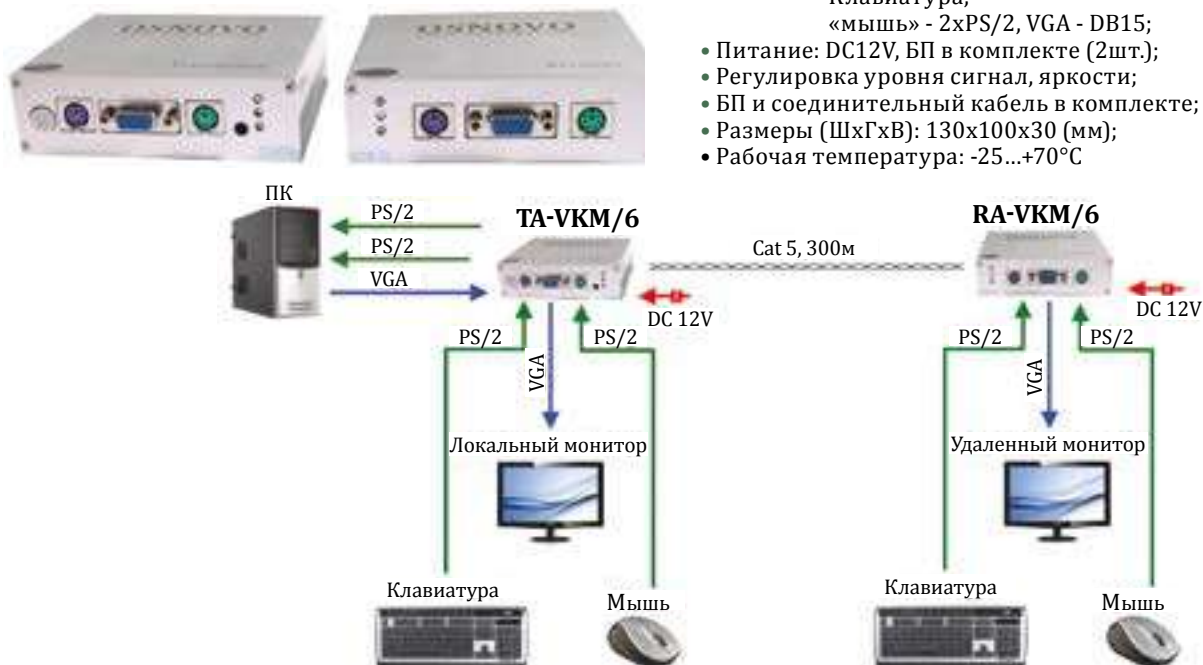 OSNOVO
OSNOVO
Клавиатура;
«мышь» - 2xPS/2, VGA - DB15;
• Питание: DC12V, БП в комплекте (2шт.);
• Регулировка уровня сигнал, яркости;
• БП и соединительный кабель в комплекте;
• Размеры (ШхГхВ): 130х100х30 (мм);
• Рабочая температура: -25...+70°C
ПК
PS/2
PS/2
VGA
TA-VKM/6
Cat 5, 300м
RA-VKM/6
DC 12V
DC 12V
PS/2
VGA
PS/2
PS/2
VGA
PS/2
Локальный монитор
Удаленный монитор
Клавиатура
Мышь
Клавиатура
Мышь